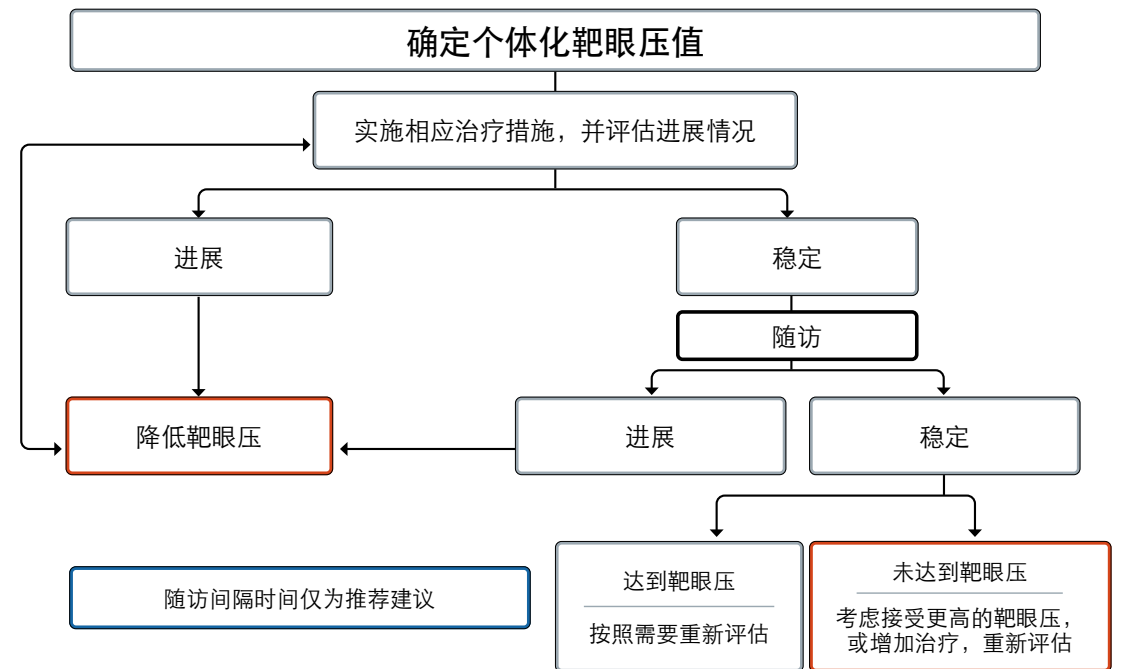 确定个体化靶眼压值
实施相应治疗措施，并评估进展情况
进展
稳定
随访
降低靶眼压
进展
稳定
达到靶眼压
按照需要重新评估
未达到靶眼压
考虑接受更高的靶眼压，
或增加治疗，重新评估
随访间隔时间仅为推荐建议